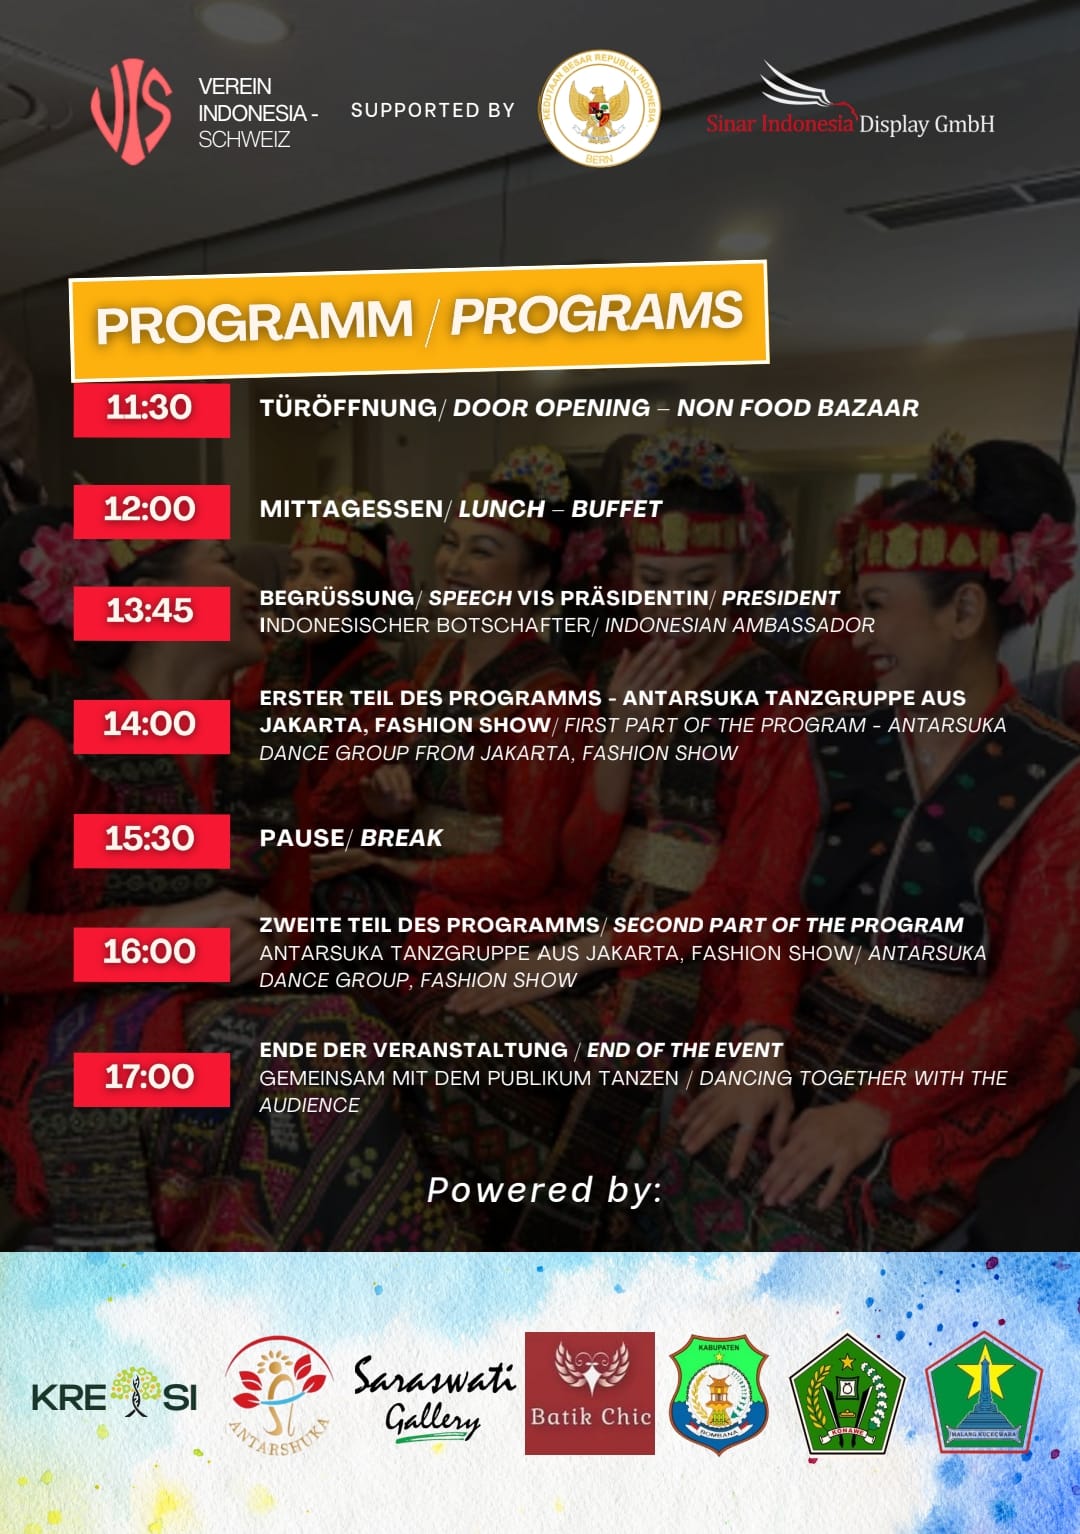 VEREIN
INDONESIA -
SCHWEIZ
SUPPORTED BY
KEDUTAAN BESAR REPUBLIK INDONESIA
BERN
Sinar Indonesia Display GmbH
PROGRAMM / PROGRAMS
11:30
TÜRÖFFNUNG/ DOOR OPENING – NON FOOD BAZAAR
12:00
MITTAGESSEN/ LUNCH – BUFFET
13:45
BEGRÜSSUNG/ SPEECH VIS PRÄSIDENTIN/ PRESIDENT
INDONESISCHER BOTSCHAFTER/ INDONESIAN AMBASSADOR
14:00
ERSTER TEIL DES PROGRAMMS - ANTARSUKA TANZGRUPPE AUS
JAKARTA, FASHION SHOW/ FIRST PART OF THE PROGRAM - ANTARSUKA
DANCE GROUP FROM JAKARTA, FASHION SHOW
15:30
PAUSE/ BREAK
16:00
ZWEITE TEIL DES PROGRAMMS/ SECOND PART OF THE PROGRAM
ANTARSUKA TANZGRUPPE AUS JAKARTA, FASHION SHOW/ ANTARSUKA
DANCE GROUP, FASHION SHOW
17:00
ENDE DER VERANSTALTUNG / END OF THE EVENT
GEMEINSAM MIT DEM PUBLIKUM TANZEN / DANCING TOGETHER WITH THE
AUDIENCE
Powered by:
KREASI
ANTARSHUKA
Saraswati
Gallery
Batik Chic
KABUPATEN
BOMBANA
KONAWE
MALANG KUCECWARA